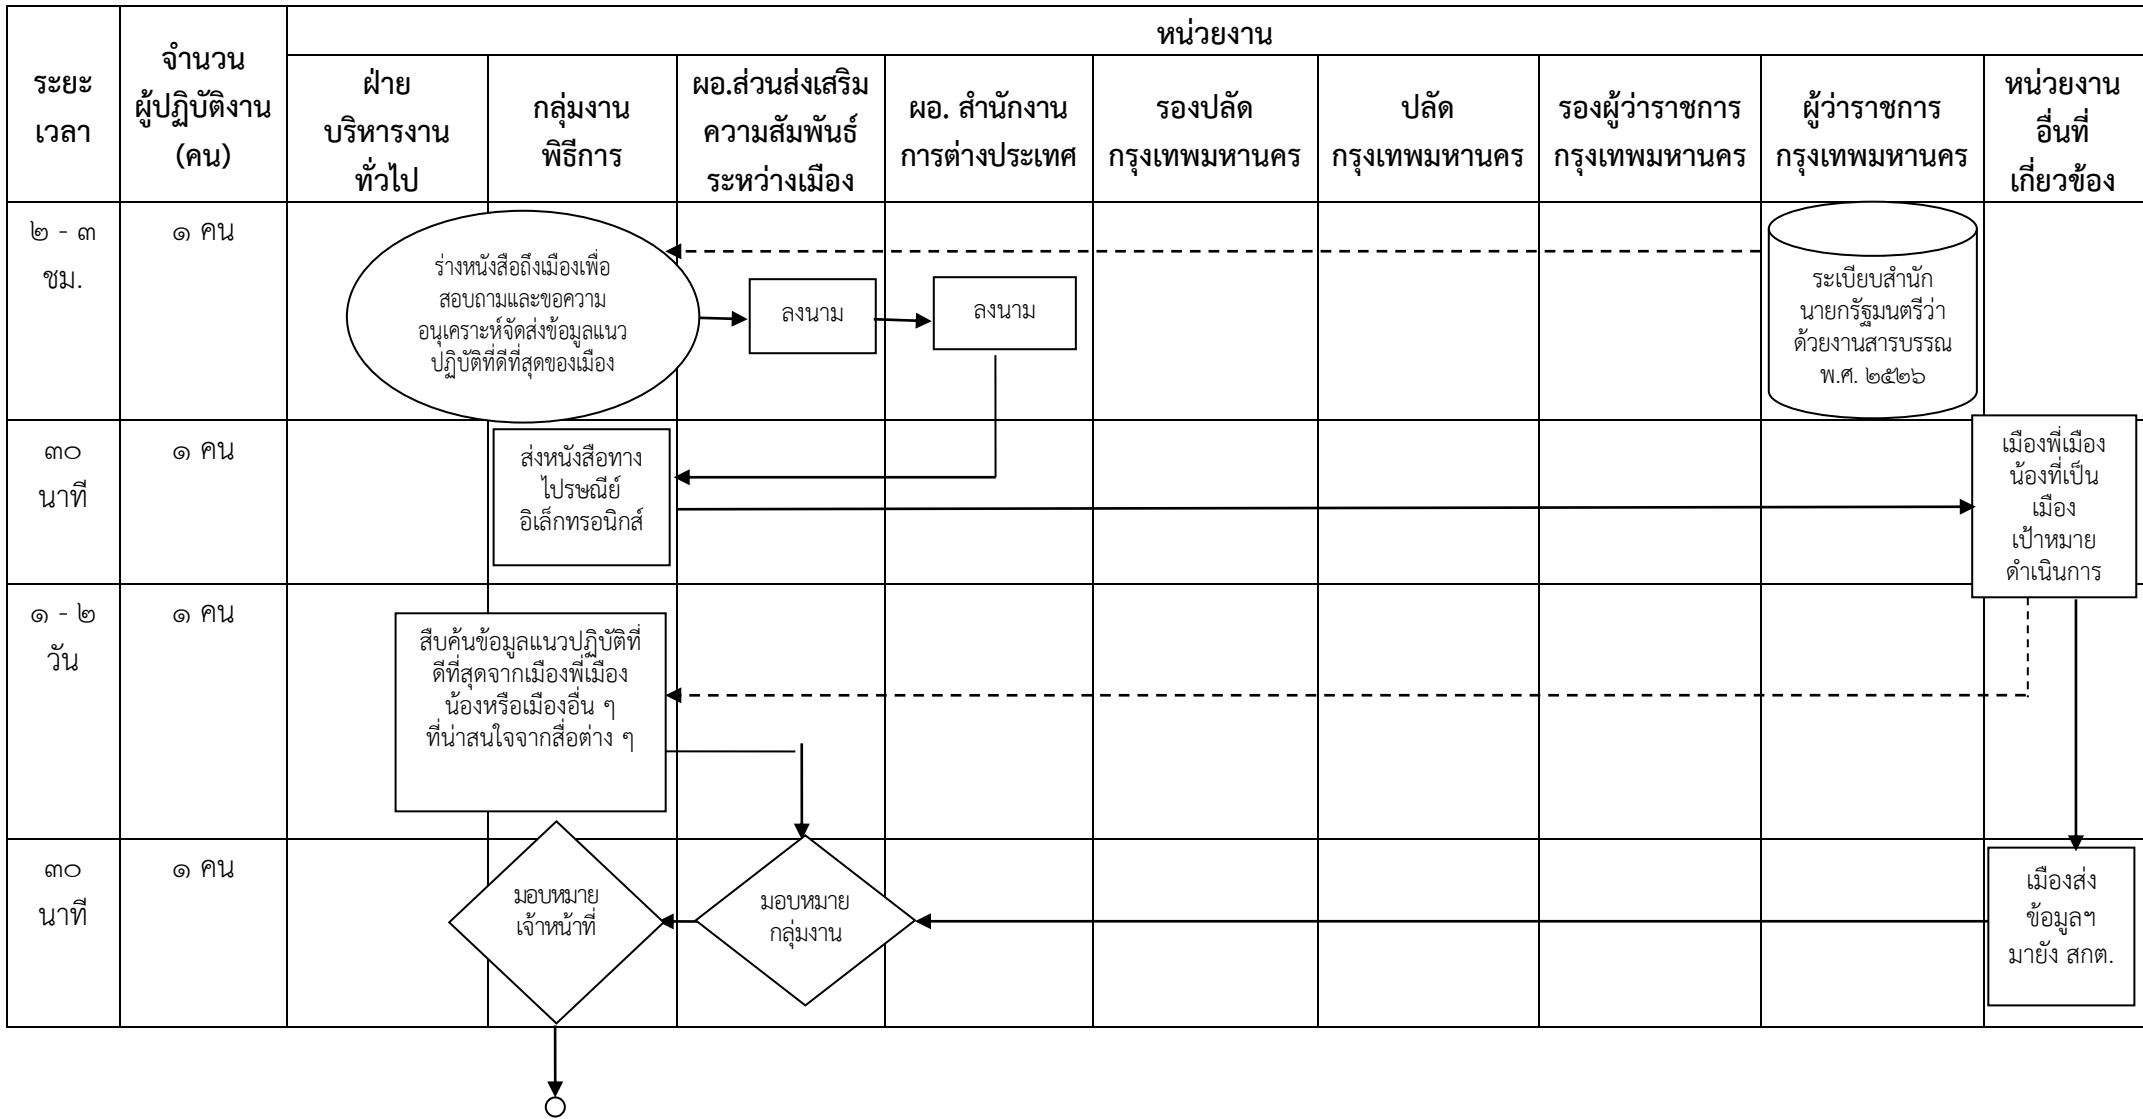 หน่วยงาน
ระยะ
เวลา
จำนวน
ผู้ปฏิบัติงาน
(คน)
ฝ่าย
บริหารงาน
ทั่วไป
กลุ่มงาน
พิธีการ
ผอ.ส่วนส่งเสริม
ความสัมพันธ์
ระหว่างเมือง
ผอ. สำนักงาน
การต่างประเทศ
รองปลัด
กรุงเทพมหานคร
ปลัด
กรุงเทพมหานคร
รองผู้ว่าราชการ
กรุงเทพมหานคร
ผู้ว่าราชการ
กรุงเทพมหานคร
หน่วยงาน
อื่นที่
เกี่ยวข้อง
๒ - ๓
ชม.
๑ คน
ร่างหนังสือถึงเมืองเพื่อ
สอบถามและขอความ
อนุเคราะห์จัดส่งข้อมูลแนว
ปฏิบัติที่ดีที่สุดของเมือง
ลงนาม
ลงนาม
ระเบียบสำนัก
นายกรัฐมนตรีว่า
ด้วยงานสารบรรณ
พ.ศ. ๒๕๒๖
๓๐
นาที
๑ คน
ส่งหนังสือทาง
ไปรษณีย์
อิเล็กทรอนิกส์
เมืองพี่เมือง
น้องที่เป็น
เมือง
เป้าหมาย
ดำเนินการ
๑ - ๒
วัน
๑ คน
สืบค้นข้อมูลแนวปฏิบัติที่
ดีที่สุดจากเมืองพี่เมือง
น้องหรือเมืองอื่น ๆ
ที่น่าสนใจจากสื่อต่าง ๆ
๓๐
นาที
๑ คน
มอบหมาย
เจ้าหน้าที่
มอบหมาย
กลุ่มงาน
เมืองส่ง
ข้อมูลฯ
มายัง สกต.